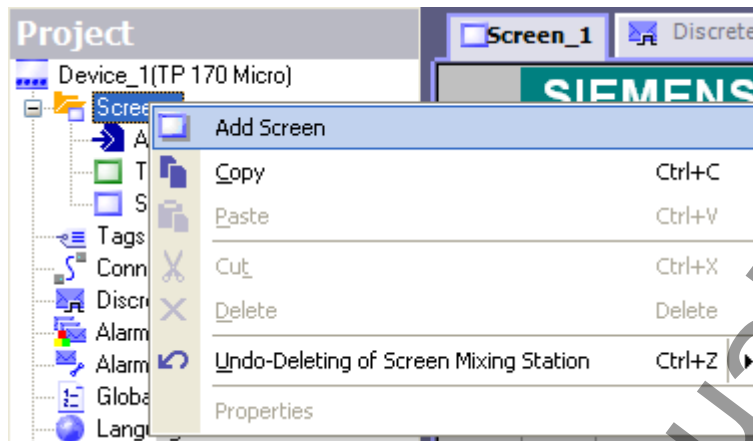 Project
Screen_1
Discrete
Device_1(TP 170 Micro)
SIEMENS
Add Screen
Copy Ctrl+C
Paste Ctrl+V
Tags
Cut Ctrl+X
Delete Delete
Undo-Deleting of Screen Mixing Station Ctrl+Z
Properties